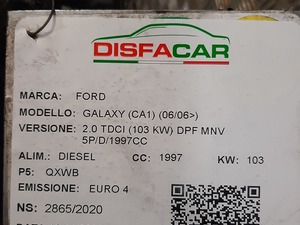 DISFACAR
MARCA: FORD
MODELLO: GALAXY (CA1) (06/06>)
VERSIONE: 2.0 TDCI (103 KW) DPF MNV
5P/D/1997CC
ALIM.: DIESEL CC: 1997 KW: 103
P5: QXWB
EMISSIONE: EURO 4
NS: 2865/2020